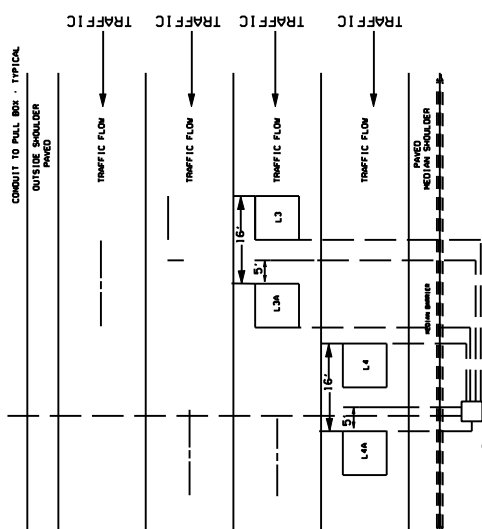 TRAFFIC
TRAFFIC
TRAFFIC
TRAFFIC
CONDUIT TO PULL BOX - TYPICAL
OUTSIDE SHOULDER
PAVED
TRAFFIC FLOW
TRAFFIC FLOW
TRAFFIC FLOW
TRAFFIC FLOW
PAVED
MEDIAN SHOULDER
L3
16'
5'
L3A
MEDIAN BARRIER
L4
16'
5'
L4A